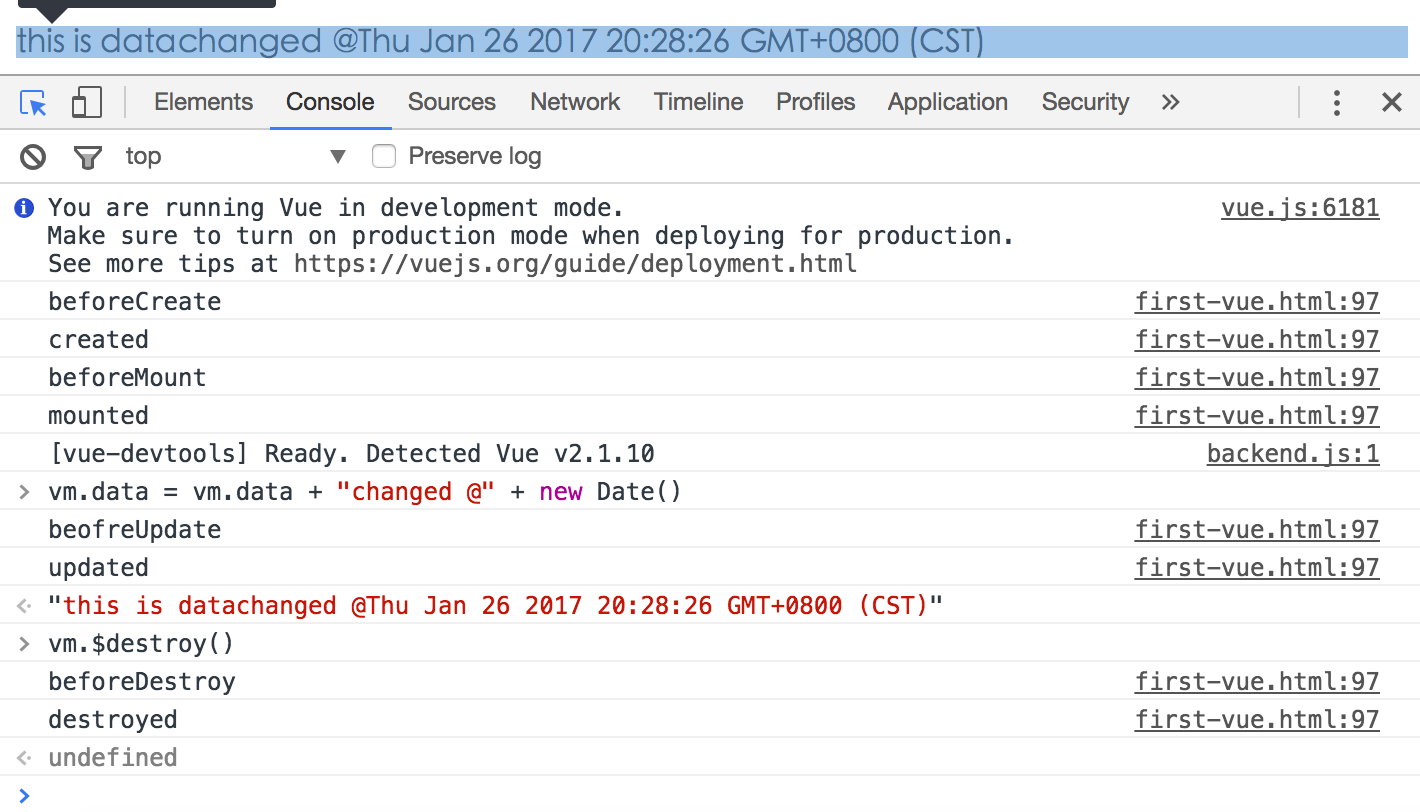 this is datachanged @Thu Jan 26 2017 20:28:26 GMT+0800 (CST)
Elements Console Sources Network Timeline Profiles Application Security »
top ▼ Preserve log
You are running Vue in development mode. vue.js:6181
Make sure to turn on production mode when deploying for production.
See more tips at https://vuejs.org/guide/deployment.html
beforeCreate first-vue.html:97
created first-vue.html:97
beforeMount first-vue.html:97
mounted first-vue.html:97
[vue-devtools] Ready. Detected Vue v2.1.10 backend.js:1
> vm.data = vm.data + "changed @" + new Date()
beofreUpdate first-vue.html:97
updated first-vue.html:97
"this is datachanged @Thu Jan 26 2017 20:28:26 GMT+0800 (CST)"
> vm.$destroy()
beforeDestroy first-vue.html:97
destroyed first-vue.html:97
undefined
>